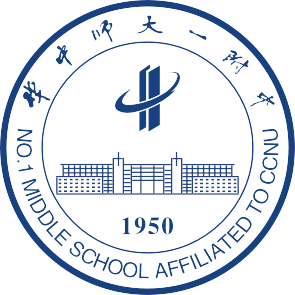 华中师大一附中
1950
NO.1 MIDDLE SCHOOL AFFILIATED TO CCNU